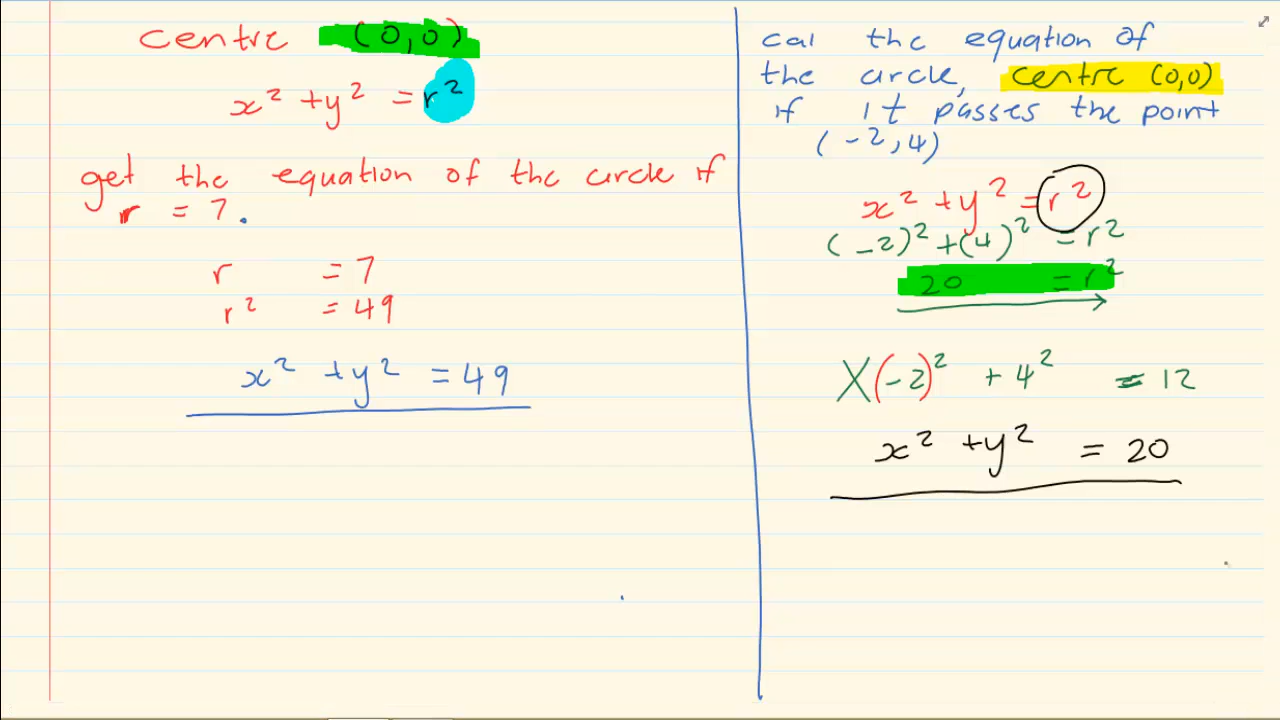 centre (0,0)
x² + y² = r²
get the equation of the circle if
r = 7.
r = 7
r² = 49
x² + y² = 49
cal the equation of
the circle, centre (0,0)
if it passes the point
(-2,4)
x² + y² = r²
(-2)² + (4)² = r²
20 = r²
X (-2)² + 4² = 12
x² + y² = 20